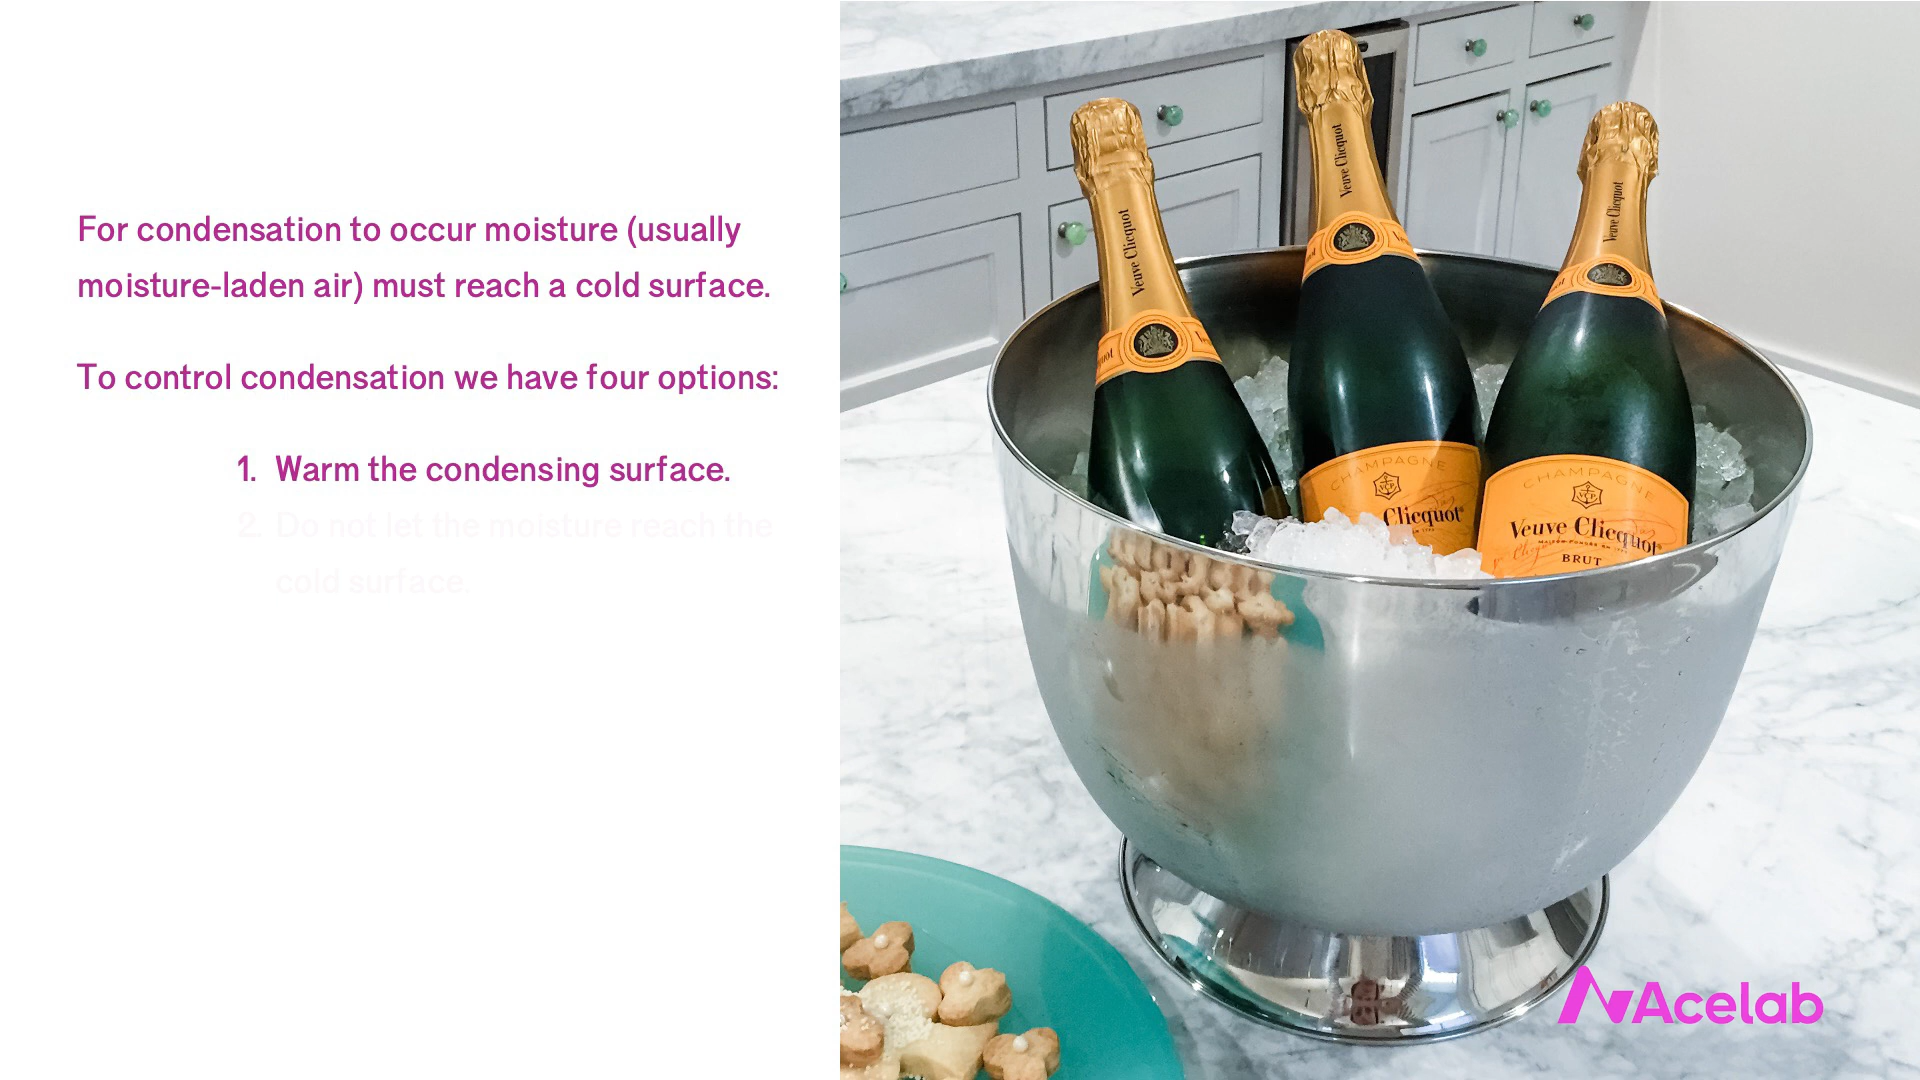 For condensation to occur moisture (usually
moisture-laden air) must reach a cold surface.
To control condensation we have four options:
1. Warm the condensing surface.
2. Do not let the moisture reach the
cold surface.
Veuve Clicquot
Veuve Clicquot
Veuve Clicquot
CHAMPAGNE
VCP
Clicquot
CHAMPAGNE
VCP
Veuve Clicquot
BRUT
Acelab